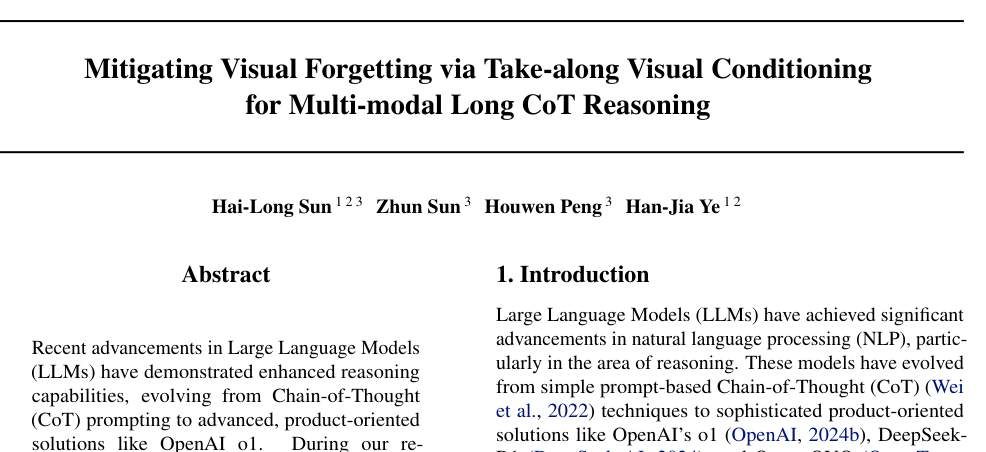 Mitigating Visual Forgetting via Take-along Visual Conditioning
for Multi-modal Long CoT Reasoning
Hai-Long Sun 1 2 3 Zhun Sun 3 Houwen Peng 3 Han-Jia Ye 1 2
Abstract
Recent advancements in Large Language Models
(LLMs) have demonstrated enhanced reasoning
capabilities, evolving from Chain-of-Thought
(CoT) prompting to advanced, product-oriented
solutions like OpenAI o1. During our re-
1. Introduction
Large Language Models (LLMs) have achieved significant
advancements in natural language processing (NLP), partic-
ularly in the area of reasoning. These models have evolved
from simple prompt-based Chain-of-Thought (CoT) (Wei
et al., 2022) techniques to sophisticated product-oriented
solutions like OpenAI's o1 (OpenAI, 2024b), DeepSeek-